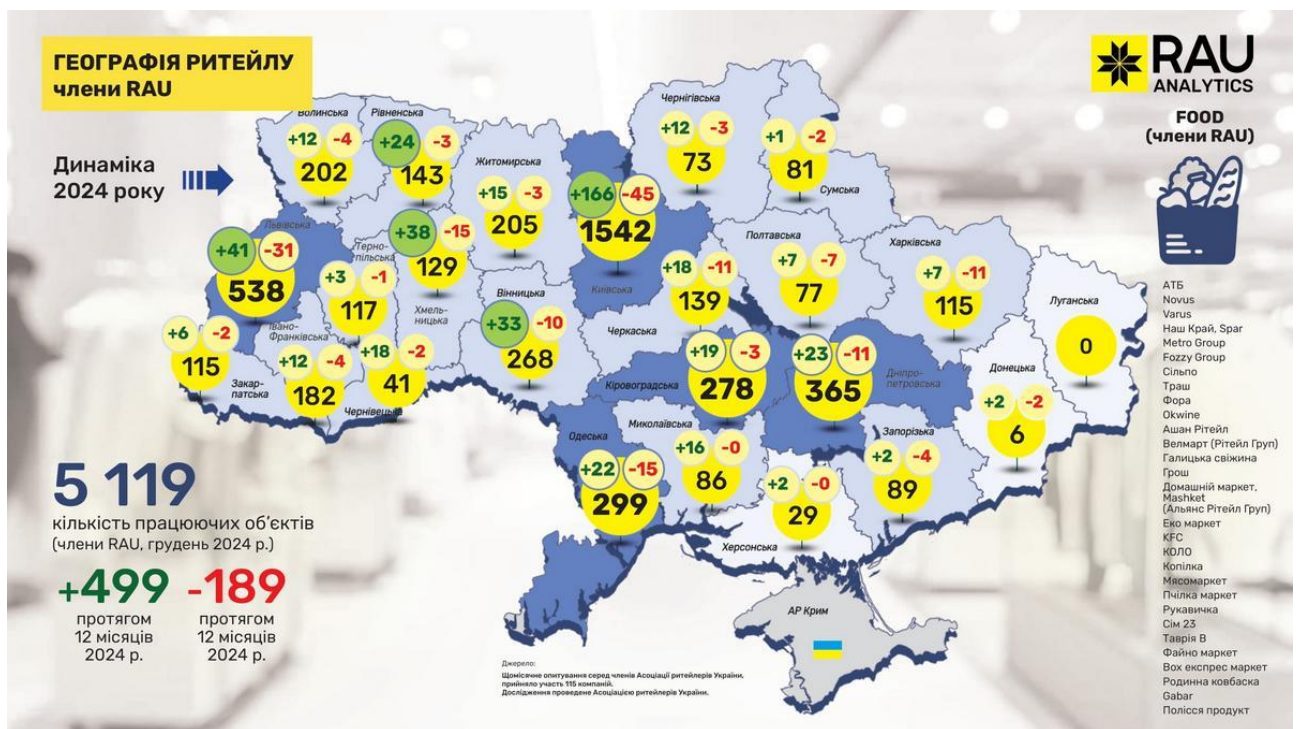 ГЕОГРАФІЯ РИТЕЙЛУ
члени RAU
Динаміка
2024 року
RAU
ANALYTICS
FOOD
(члени RAU)
Волинська
+12 -4
202
Рівненська
+24 -3
143
Житомирська
+15 -3
205
+166 -45
1542
Київська
Чернігівська
+12 -3
73
+1 -2
81
Сумська
Львівська
+41 -31
538
Терно-
пільська
+3 -1
117
+38 -15
129
Хмель-
ницька
Вінницька
+33 -10
268
+18 -11
139
Черкаська
Полтавська
+7 -7
77
Харківська
+7 -11
115
Луганська
0
+6 -2
115
Закар-
патська
Івано-
Франківська
+12 -4
182
+18 -2
41
Чернівецька
Кіровоградська
+19 -3
278
+23 -11
365
Дніпро-
петровська
Донецька
+2 -2
6
Одеська
+22 -15
299
Миколаївська
+16 -0
86
+2 -0
29
Херсонська
Запорізька
+2 -4
89
АР Крим
5 119
кількість працюючих об’єктів
(члени RAU, грудень 2024 р.)
+499
протягом
12 місяців
2024 р.
-189
протягом
12 місяців
2024 р.
Джерело:
Щомісячне опитування серед членів Асоціації ритейлерів України,
прийняло участь 115 компаній.
Дослідження проведене Асоціацією ритейлерів України.
АТБ
Novus
Varus
Наш Край, Spar
Metro Group
Fozzy Group
Сільпо
Траш
Фора
Okwine
Ашан Рітейл
Велмарт (Рітейл Груп)
Галицька свіжина
Грош
Домашній маркет,
Mashket
(Альянс Рітейл Груп)
Еко маркет
KFC
КОЛО
Копілка
Мясомаркет
Пчілка маркет
Рукавичка
Сім 23
Таврія В
Файно маркет
Вох експрес маркет
Родинна ковбаска
Gabar
Полісся продукт